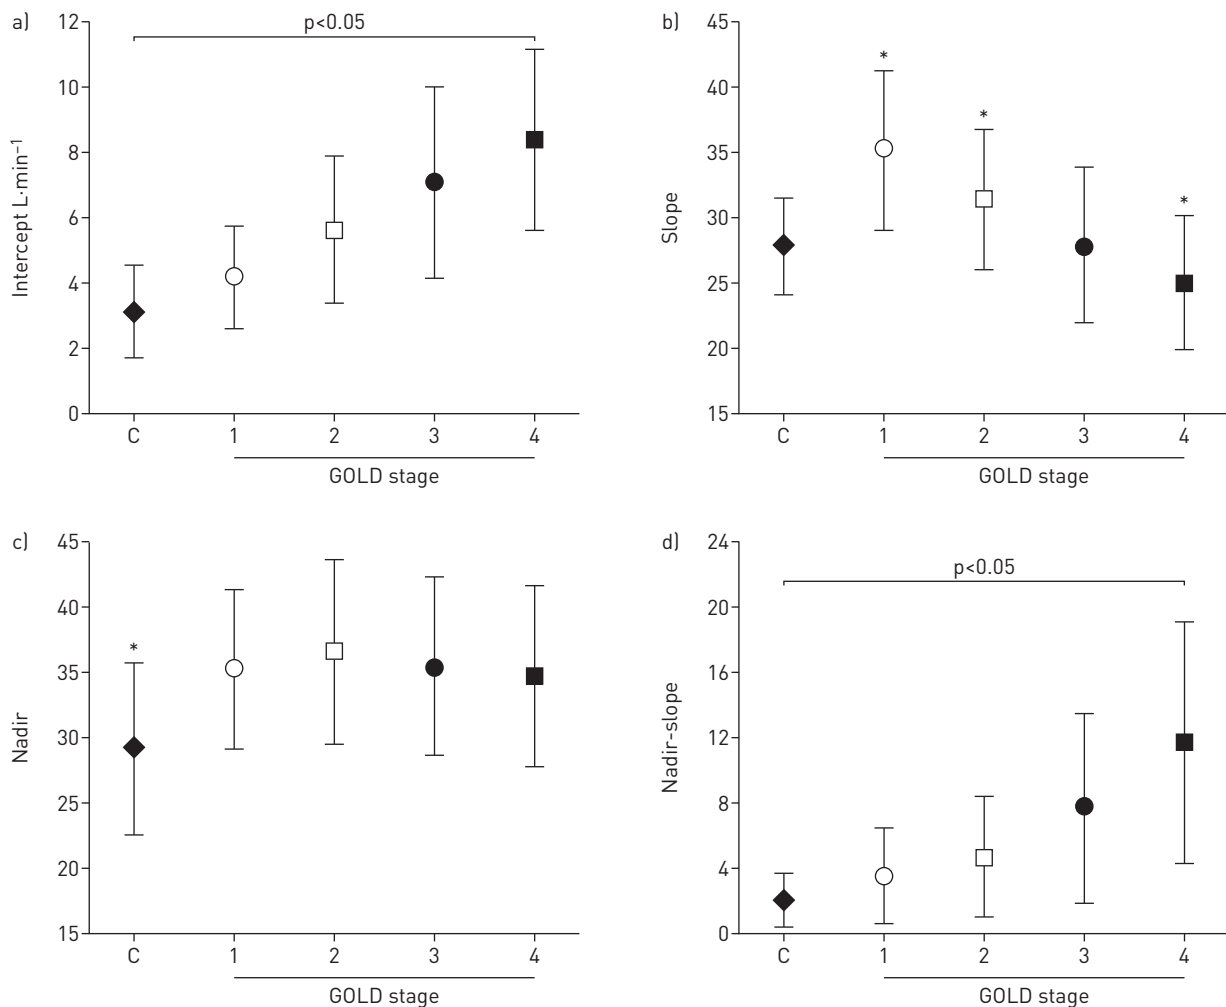 a)
p<0.05
12
10
8
6
4
2
0
Intercept L·min⁻¹
C 1 2 3 4
GOLD stage
b)
45
40
35
30
25
20
15
Slope
*
*
*
C 1 2 3 4
GOLD stage
c)
45
40
35
30
25
20
15
Nadir
*
C 1 2 3 4
GOLD stage
d)
p<0.05
24
20
16
12
8
4
0
Nadir-slope
C 1 2 3 4
GOLD stage